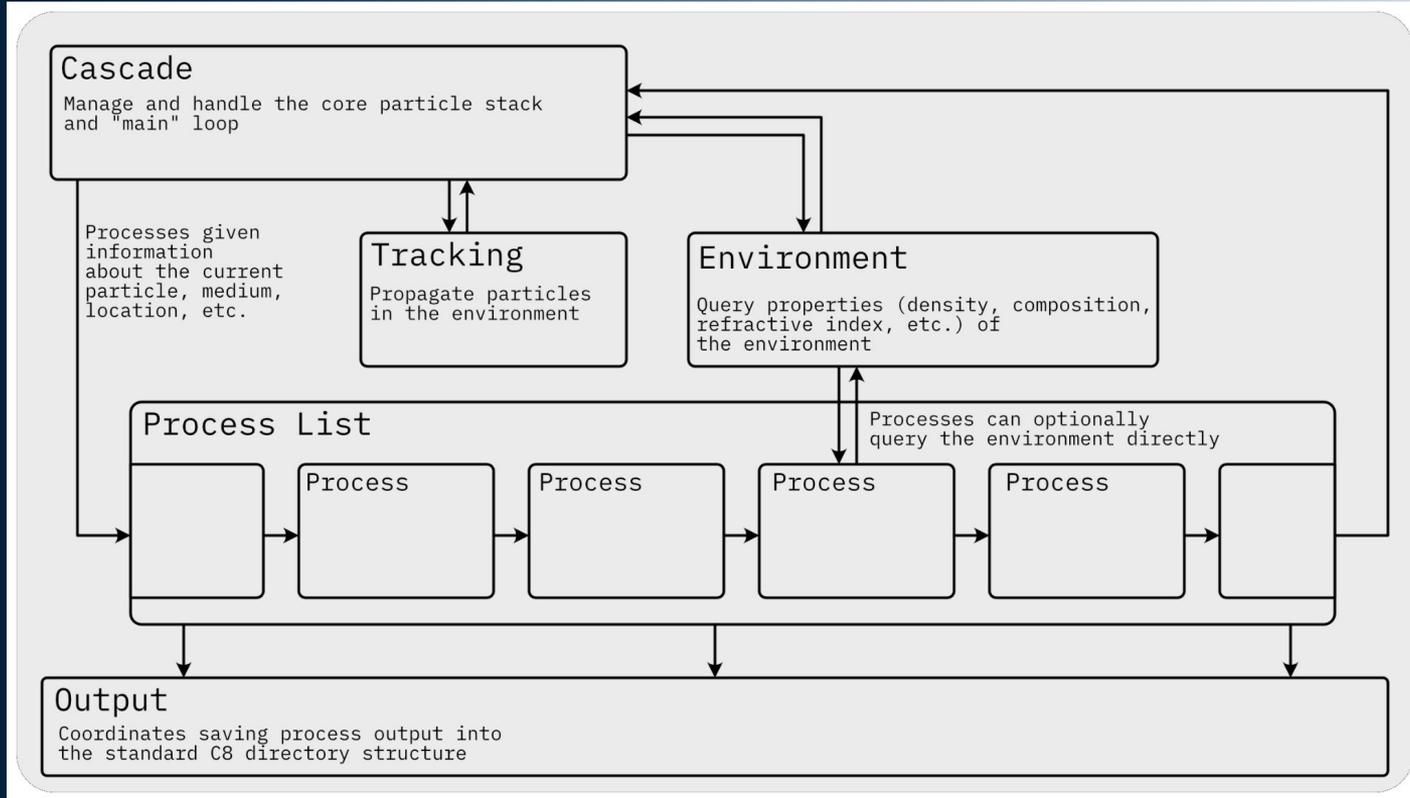 Cascade
Manage and handle the core particle stack
and "main" loop
Processes given
information
about the current
particle, medium,
location, etc.
Tracking
Propagate particles
in the environment
Environment
Query properties (density, composition,
refractive index, etc.) of
the environment
Process List
Processes can optionally
query the environment directly
Process
Process
Process
Process
Output
Coordinates saving process output into
the standard C8 directory structure